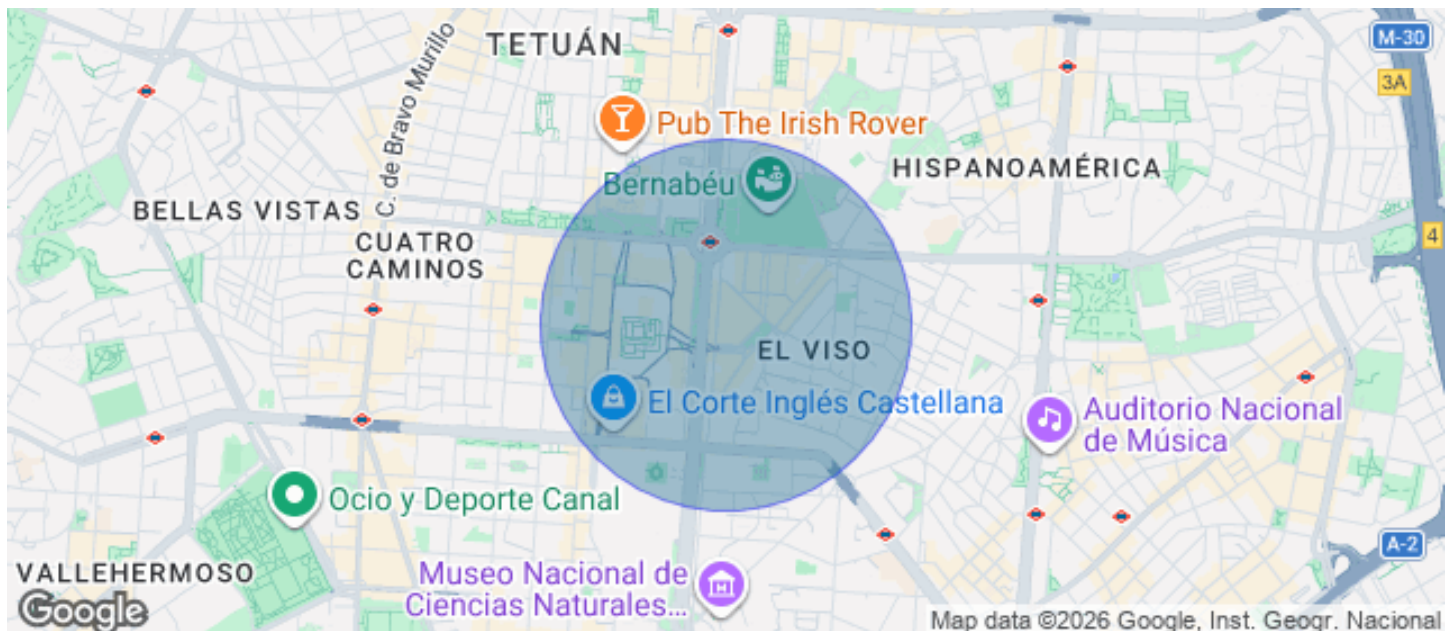 TETUÁN
M-30
3A
C. de Bravo Murillo
Pub The Irish Rover
HISPANOAMÉRICA
Bernabéu
BELLAS VISTAS
CUATRO
CAMINOS
4
EL VISO
El Corte Inglés Castellana
Auditorio Nacional
de Música
Ocio y Deporte Canal
A-2
VALLEHERMOSO
Museo Nacional de
Ciencias Naturales...
Google
Map data ©2026 Google, Inst. Geogr. Nacional